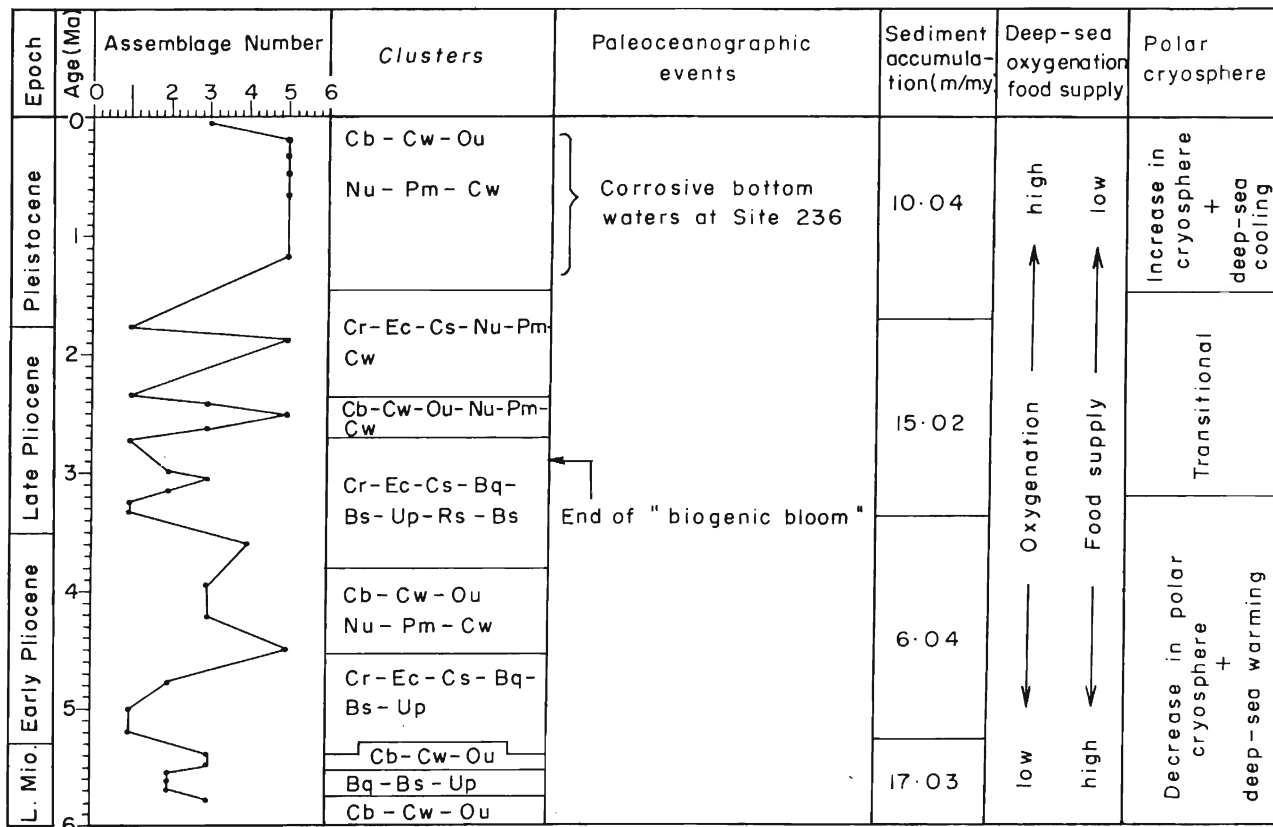 Epoch
Age (Ma)
Assemblage Number
0 1 2 3 4 5 6
Clusters
Paleoceanographic
events
Sediment
accumula-
tion (m/my)
Deep-sea
oxygenation
food supply
Polar
cryosphere
Pleistocene
Late Pliocene
Early Pliocene
L. Mio.
0
1
2
3
4
5
6
Cb-Cw-Ou
Nu-Pm-Cw
Cr-Ec-Cs-Nu-Pm-
Cw
Cb-Cw-Ou-Nu-Pm-
Cw
Cr-Ec-Cs-Bq-
Bs-Up-Rs-Bs
Cb-Cw-Ou
Nu-Pm-Cw
Cr-Ec-Cs-Bq-
Bs-Up
Cb-Cw-Ou
Bq-Bs-Up
Cb-Cw-Ou
Corrosive bottom
waters at Site 236
End of "biogenic bloom"
10·04
15·02
6·04
17·03
high
Oxygenation
low
low
Food supply
high
Increase in
cryosphere
+
deep-sea
cooling
Transitional
Decrease in polar
cryosphere
+
deep-sea warming